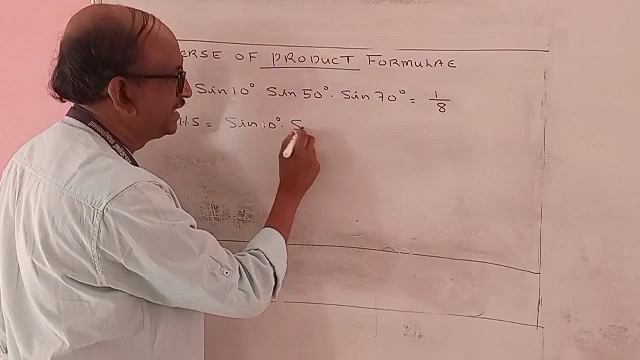 ERSE OF PRODUCT FORMULAE
Sin 10° Sin 50° . Sin 70° = 1/8
H.S = Sin 10° . S